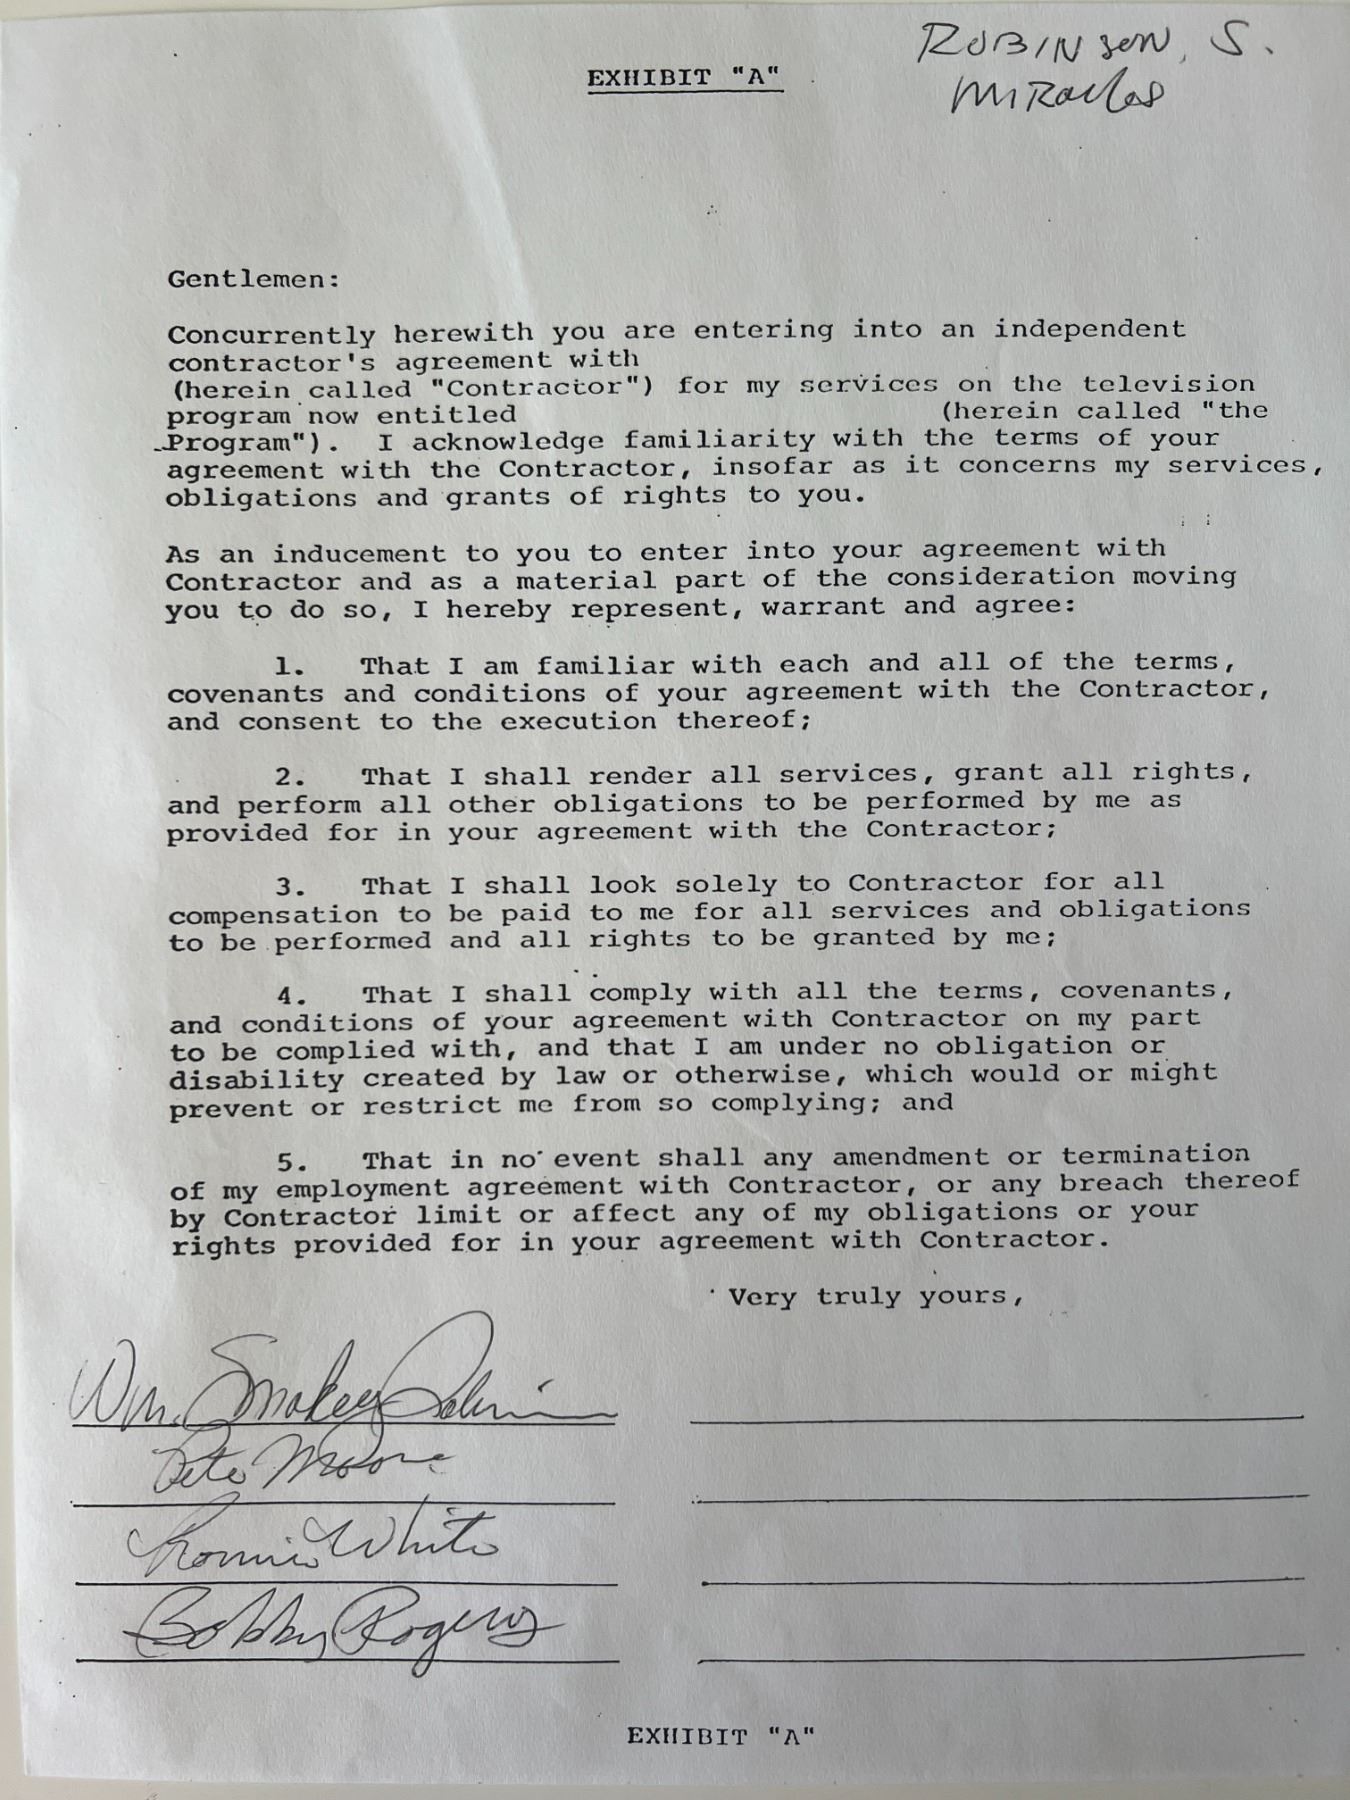 ROBINSON, S.
EXHIBIT "A"
MIRACLES
Gentlemen:
Concurrently herewith you are entering into an independent
contractor's agreement with
(herein called "Contractor") for my services on the television
program now entitled (herein called "the
Program"). I acknowledge familiarity with the terms of your
agreement with the Contractor, insofar as it concerns my services,
obligations and grants of rights to you.
As an inducement to you to enter into your agreement with
Contractor and as a material part of the consideration moving
you to do so, I hereby represent, warrant and agree:
1. That I am familiar with each and all of the terms,
covenants and conditions of your agreement with the Contractor,
and consent to the execution thereof;
2. That I shall render all services, grant all rights,
and perform all other obligations to be performed by me as
provided for in your agreement with the Contractor;
3. That I shall look solely to Contractor for all
compensation to be paid to me for all services and obligations
to be performed and all rights to be granted by me;
4. That I shall comply with all the terms, covenants,
and conditions of your agreement with Contractor on my part
to be complied with, and that I am under no obligation or
disability created by law or otherwise, which would or might
prevent or restrict me from so complying; and
5. That in no event shall any amendment or termination
of my employment agreement with Contractor, or any breach thereof
by Contractor limit or affect any of my obligations or your
rights provided for in your agreement with Contractor.
Very truly yours,
Wm. Smokey Robinson
Pete Moore
Ronnie White
Bobby Rogers
EXHIBIT "A"